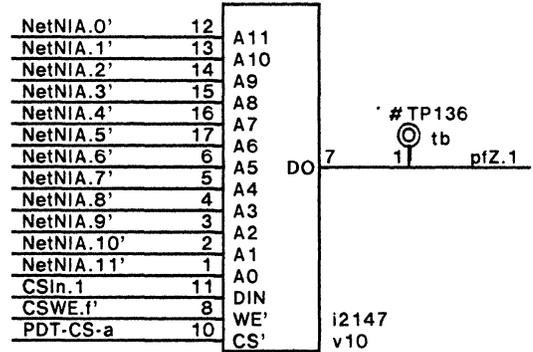 NetNIA.0' 12 A11
NetNIA.1' 13 A10
NetNIA.2' 14 A9
NetNIA.3' 15 A8
NetNIA.4' 16 A7 #TP136
NetNIA.5' 17 A6 tb
NetNIA.6' 6 A5 DO 7 1 pfZ.1
NetNIA.7' 5 A4
NetNIA.8' 4 A3
NetNIA.9' 3 A2
NetNIA.10' 2 A1
NetNIA.11' 1 A0
CSIn.1 11 DIN
CSWE.f' 8 WE' i2147
PDT-CS-a 10 CS' v10